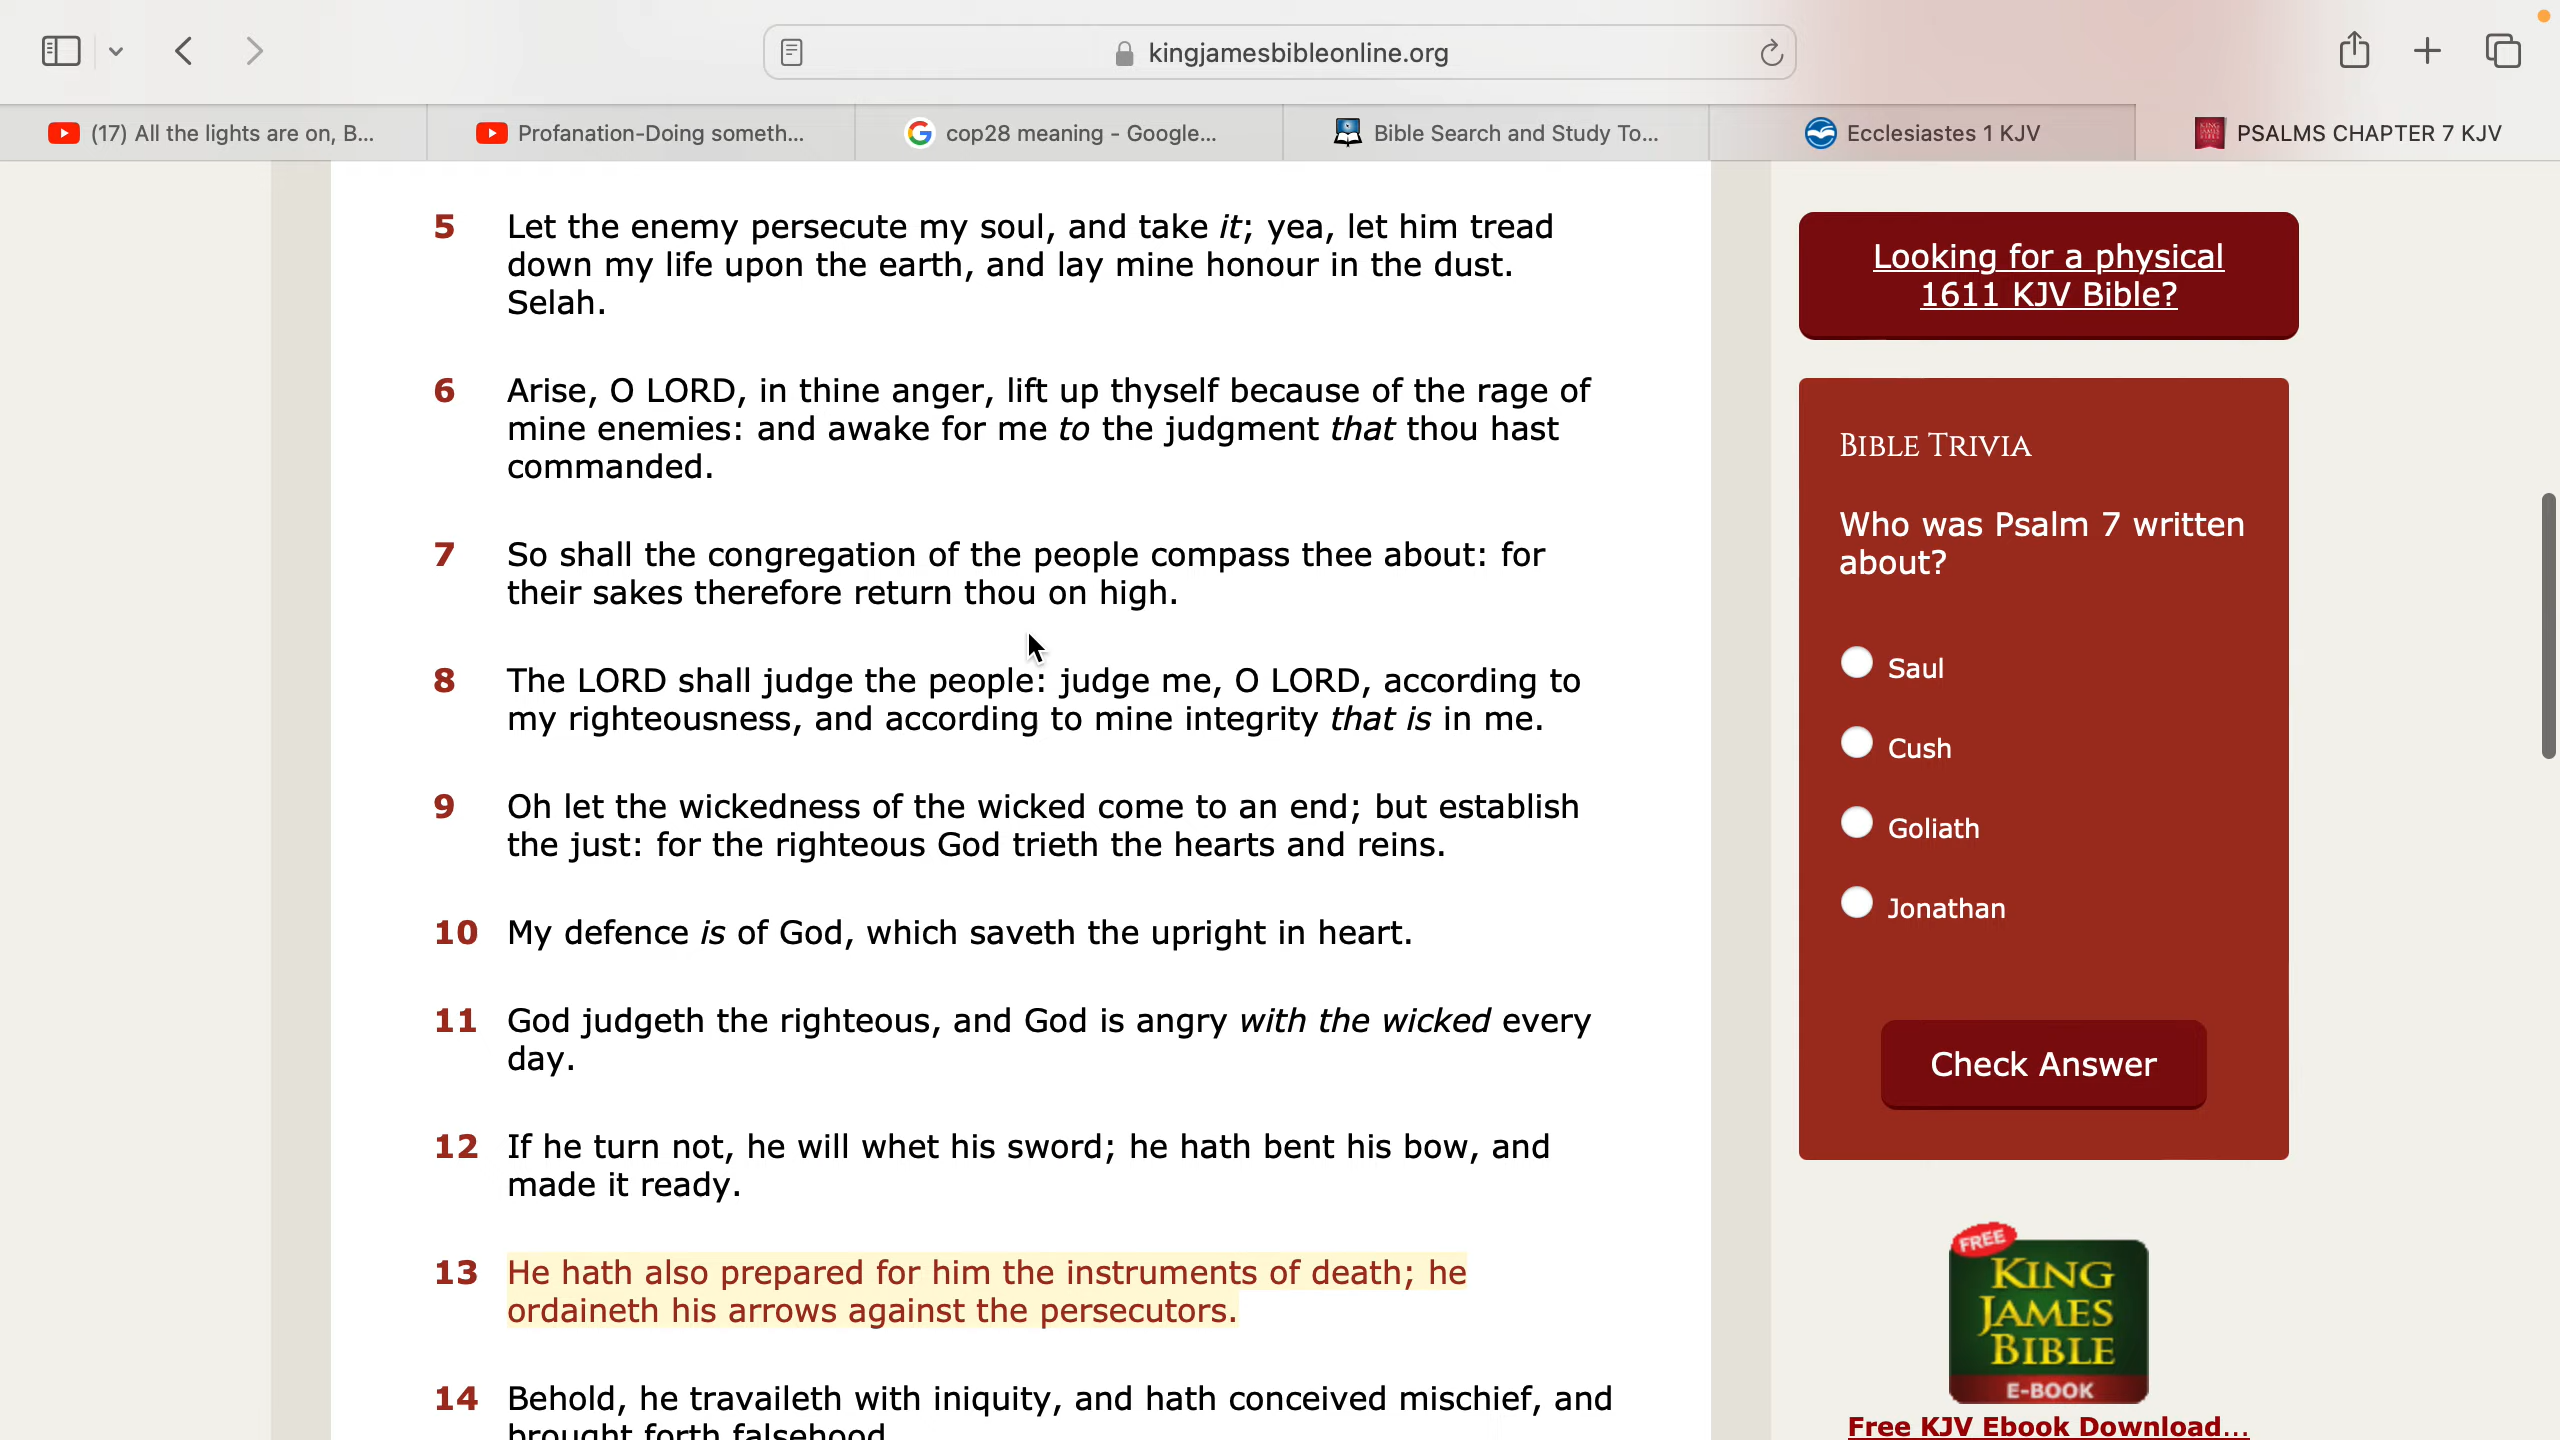 kingjamesbibleonline.org
(17) All the lights are on, B...
Profanation-Doing someth...
cop28 meaning - Google...
Bible Search and Study To...
Ecclesiastes 1 KJV
PSALMS CHAPTER 7 KJV
5 Let the enemy persecute my soul, and take it; yea, let him tread
down my life upon the earth, and lay mine honour in the dust.
Selah.
6 Arise, O LORD, in thine anger, lift up thyself because of the rage of
mine enemies: and awake for me to the judgment that thou hast
commanded.
7 So shall the congregation of the people compass thee about: for
their sakes therefore return thou on high.
8 The LORD shall judge the people: judge me, O LORD, according to
my righteousness, and according to mine integrity that is in me.
9 Oh let the wickedness of the wicked come to an end; but establish
the just: for the righteous God trieth the hearts and reins.
10 My defence is of God, which saveth the upright in heart.
11 God judgeth the righteous, and God is angry with the wicked every
day.
12 If he turn not, he will whet his sword; he hath bent his bow, and
made it ready.
13 He hath also prepared for him the instruments of death; he
ordaineth his arrows against the persecutors.
14 Behold, he travaileth with iniquity, and hath conceived mischief, and
brought forth falsehood.
Looking for a physical
1611 KJV Bible?
BIBLE TRIVIA
Who was Psalm 7 written
about?
Saul
Cush
Goliath
Jonathan
Check Answer
FREE
KING
JAMES
BIBLE
E-BOOK
Free KJV Ebook Download...